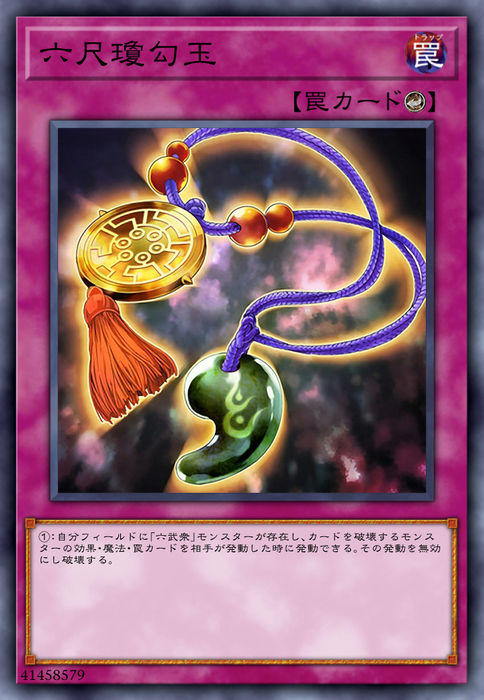 六尺瓊勾玉
トラップ
罠
【罠カード】
①:自分フィールドに「六武衆」モンスターが存在し、カードを破壊するモンス
ターの効果・魔法・罠カードを相手が発動した時に発動できる。その発動を無効
にし破壊する。
41458579